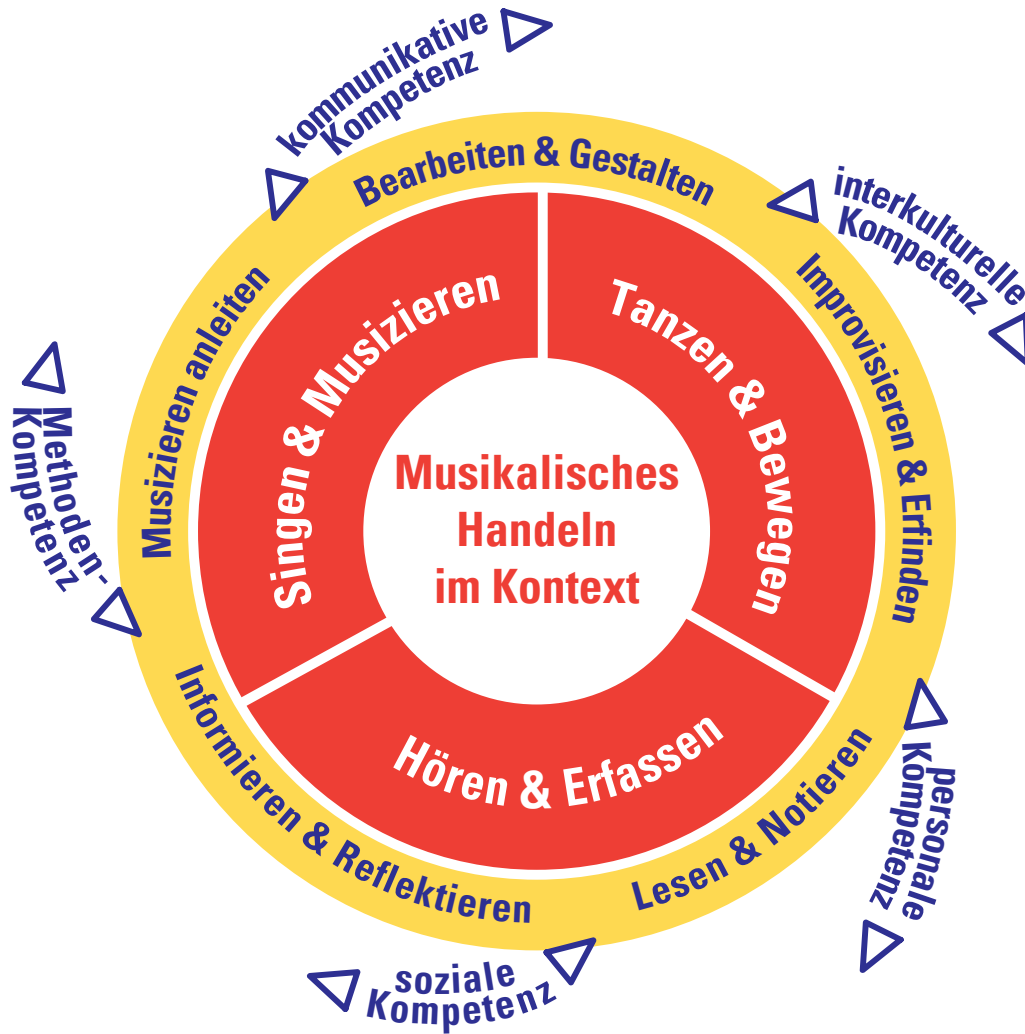 kommunikative
Kompetenz
interkulturelle
Kompetenz
personale
Kompetenz
soziale
Kompetenz
Methoden-
Kompetenz
Bearbeiten & Gestalten
Improvisieren & Erfinden
Lesen & Notieren
Informieren & Reflektieren
Musizieren anleiten
Singen & Musizieren
Tanzen & Bewegen
Hören & Erfassen
Musikalisches
Handeln
im Kontext